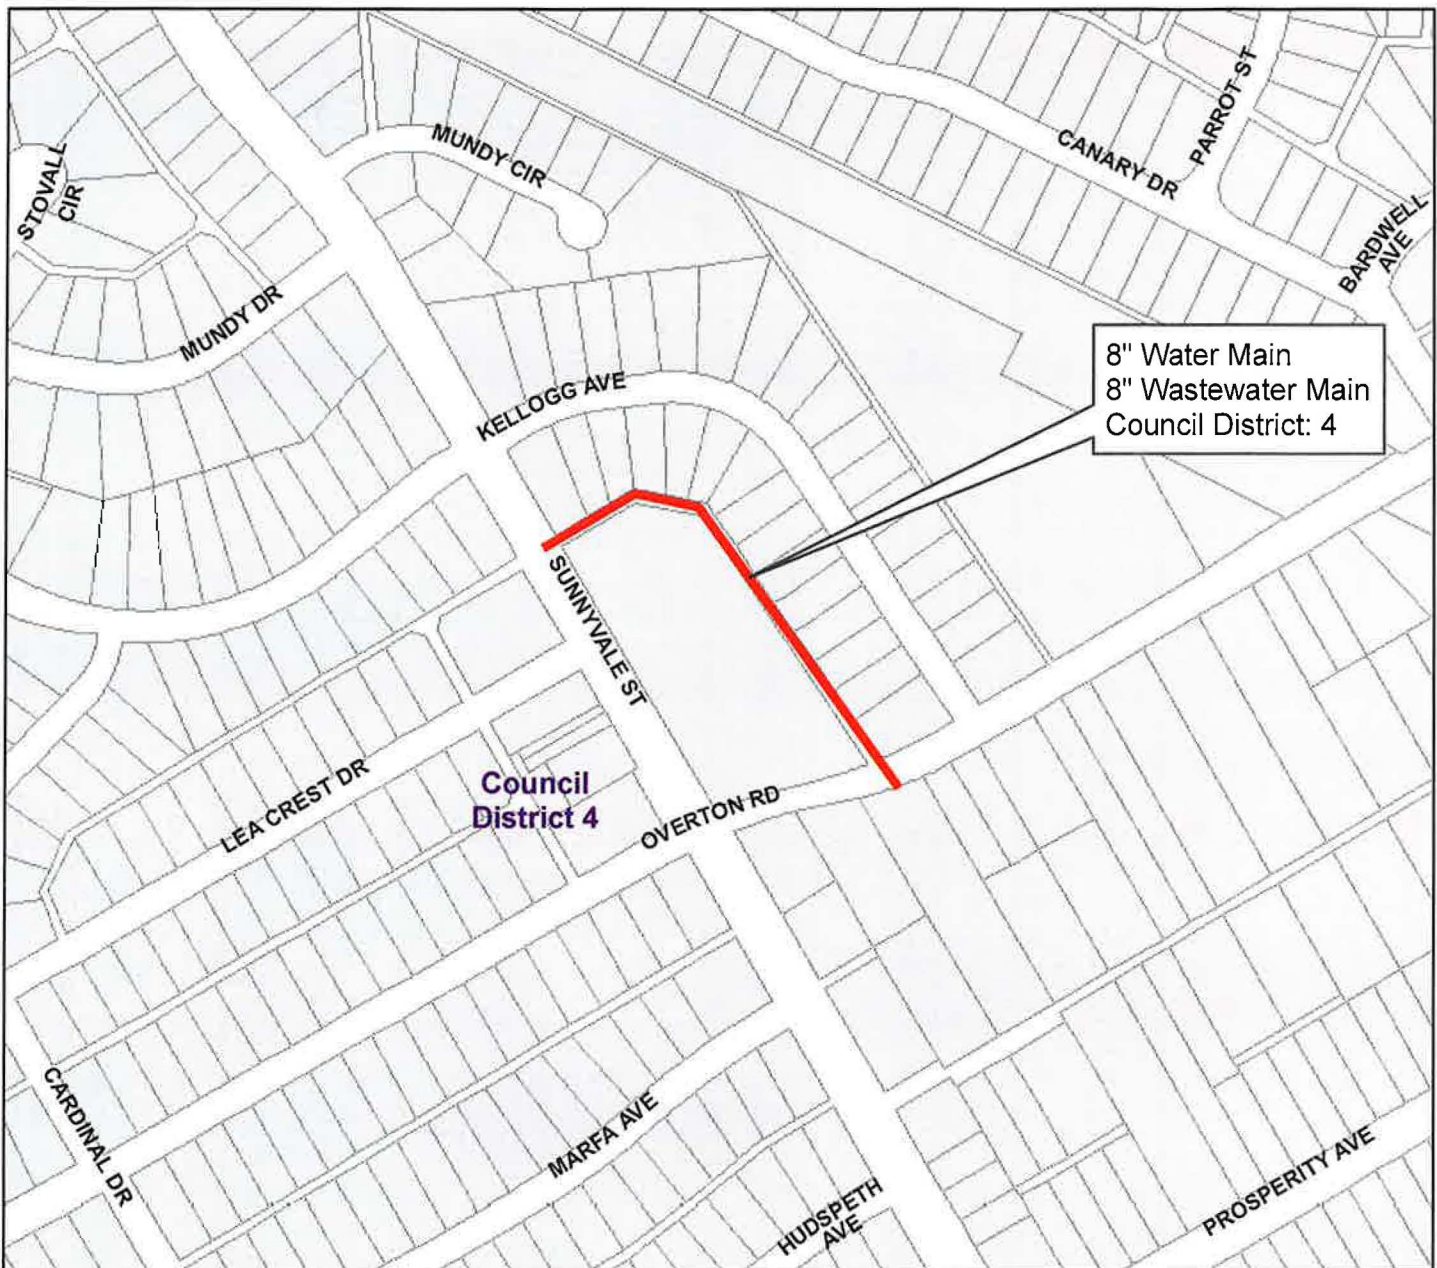 PARROT ST
MUNDY CIR
CANARY DR
STOVALL
CIR
BARDWELL
AVE
MUNDY DR
8" Water Main
8" Wastewater Main
Council District: 4
KELLOGG AVE
SUNNYVALE ST
LEA CREST DR
Council
District 4
OVERTON RD
CARDINAL DR
MARFA AVE
PROSPERITY AVE
HUDSPETH
AVE